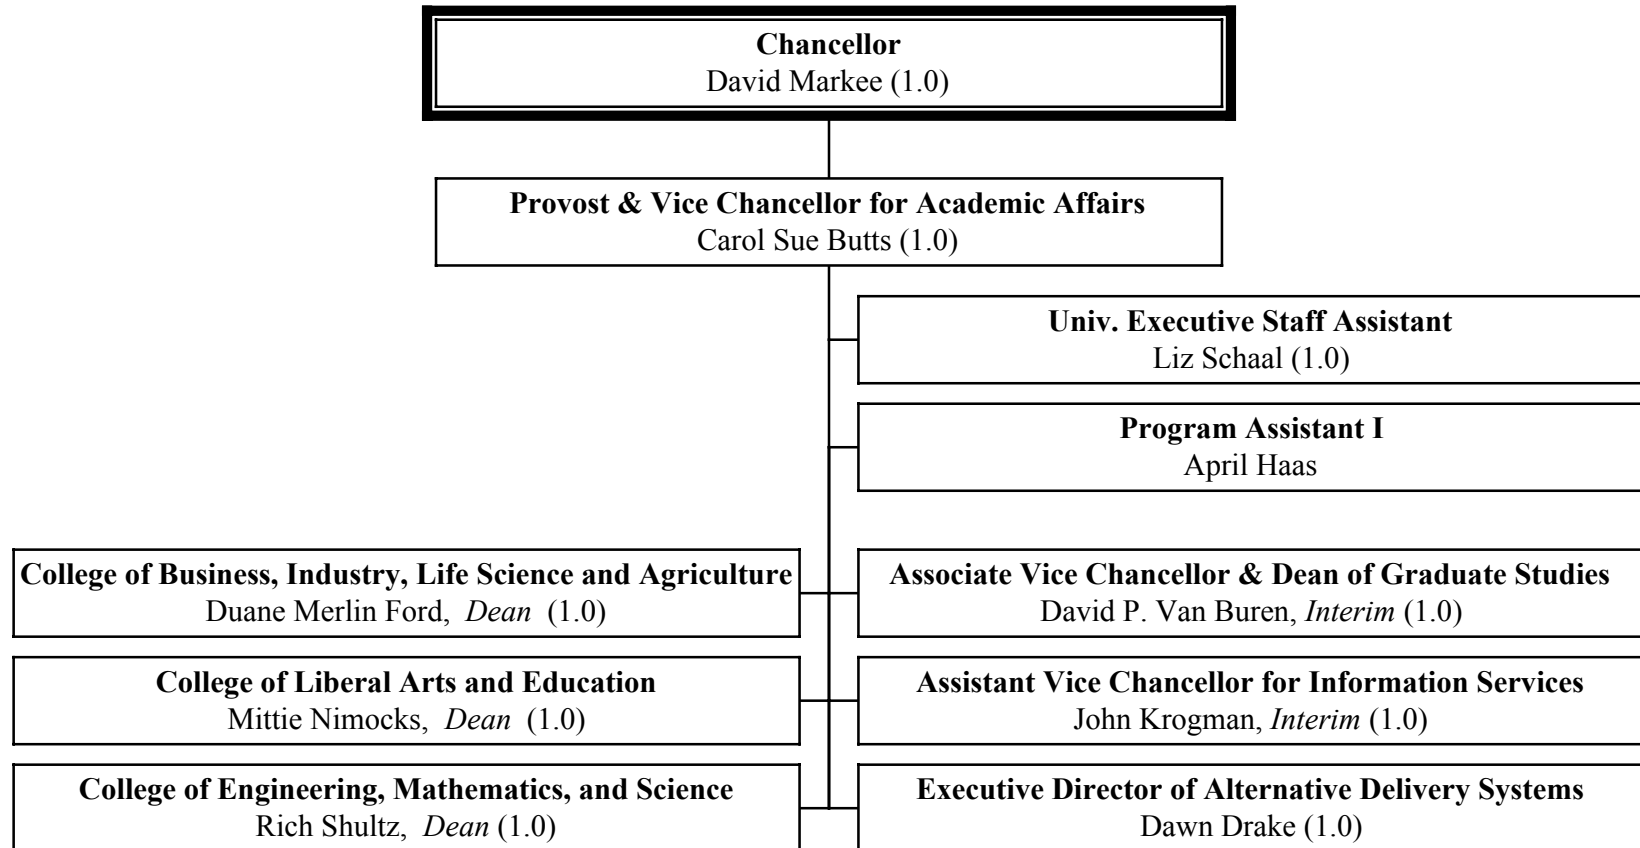 Chancellor
David Markee (1.0)
Provost & Vice Chancellor for Academic Affairs
Carol Sue Butts (1.0)
Univ. Executive Staff Assistant
Liz Schaal (1.0)
Program Assistant I
April Haas
College of Business, Industry, Life Science and Agriculture
Duane Merlin Ford, Dean (1.0)
Associate Vice Chancellor & Dean of Graduate Studies
David P. Van Buren, Interim (1.0)
College of Liberal Arts and Education
Mittie Nimocks, Dean (1.0)
Assistant Vice Chancellor for Information Services
John Krogman, Interim (1.0)
College of Engineering, Mathematics, and Science
Rich Shultz, Dean (1.0)
Executive Director of Alternative Delivery Systems
Dawn Drake (1.0)